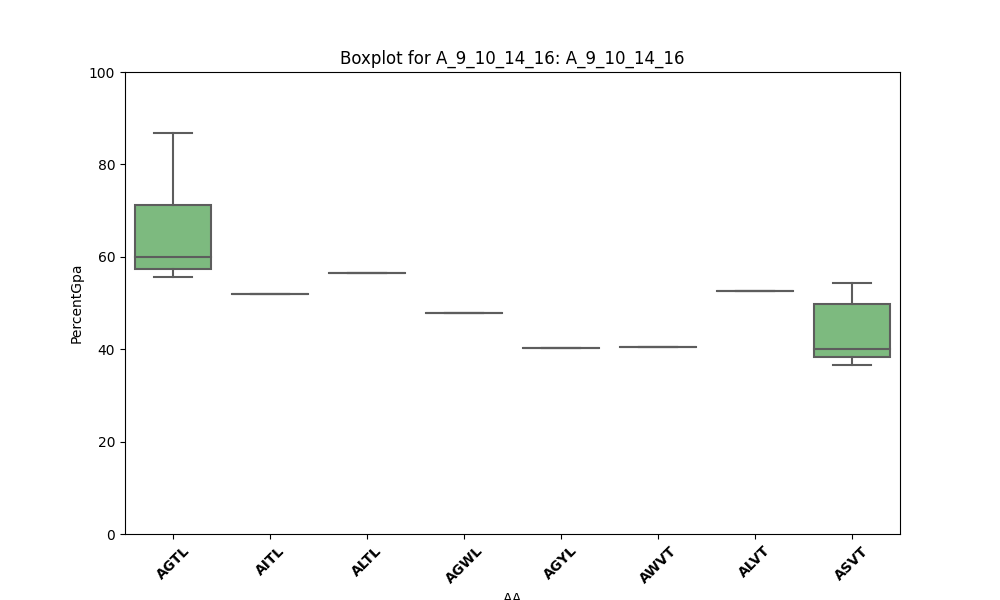 Boxplot for A_9_10_14_16: A_9_10_14_16
100
80
60
40
20
0
PercentGpa
AGTL
AITL
ALTL
AGWL
AGYL
AWVT
ALVT
ASVT
AA